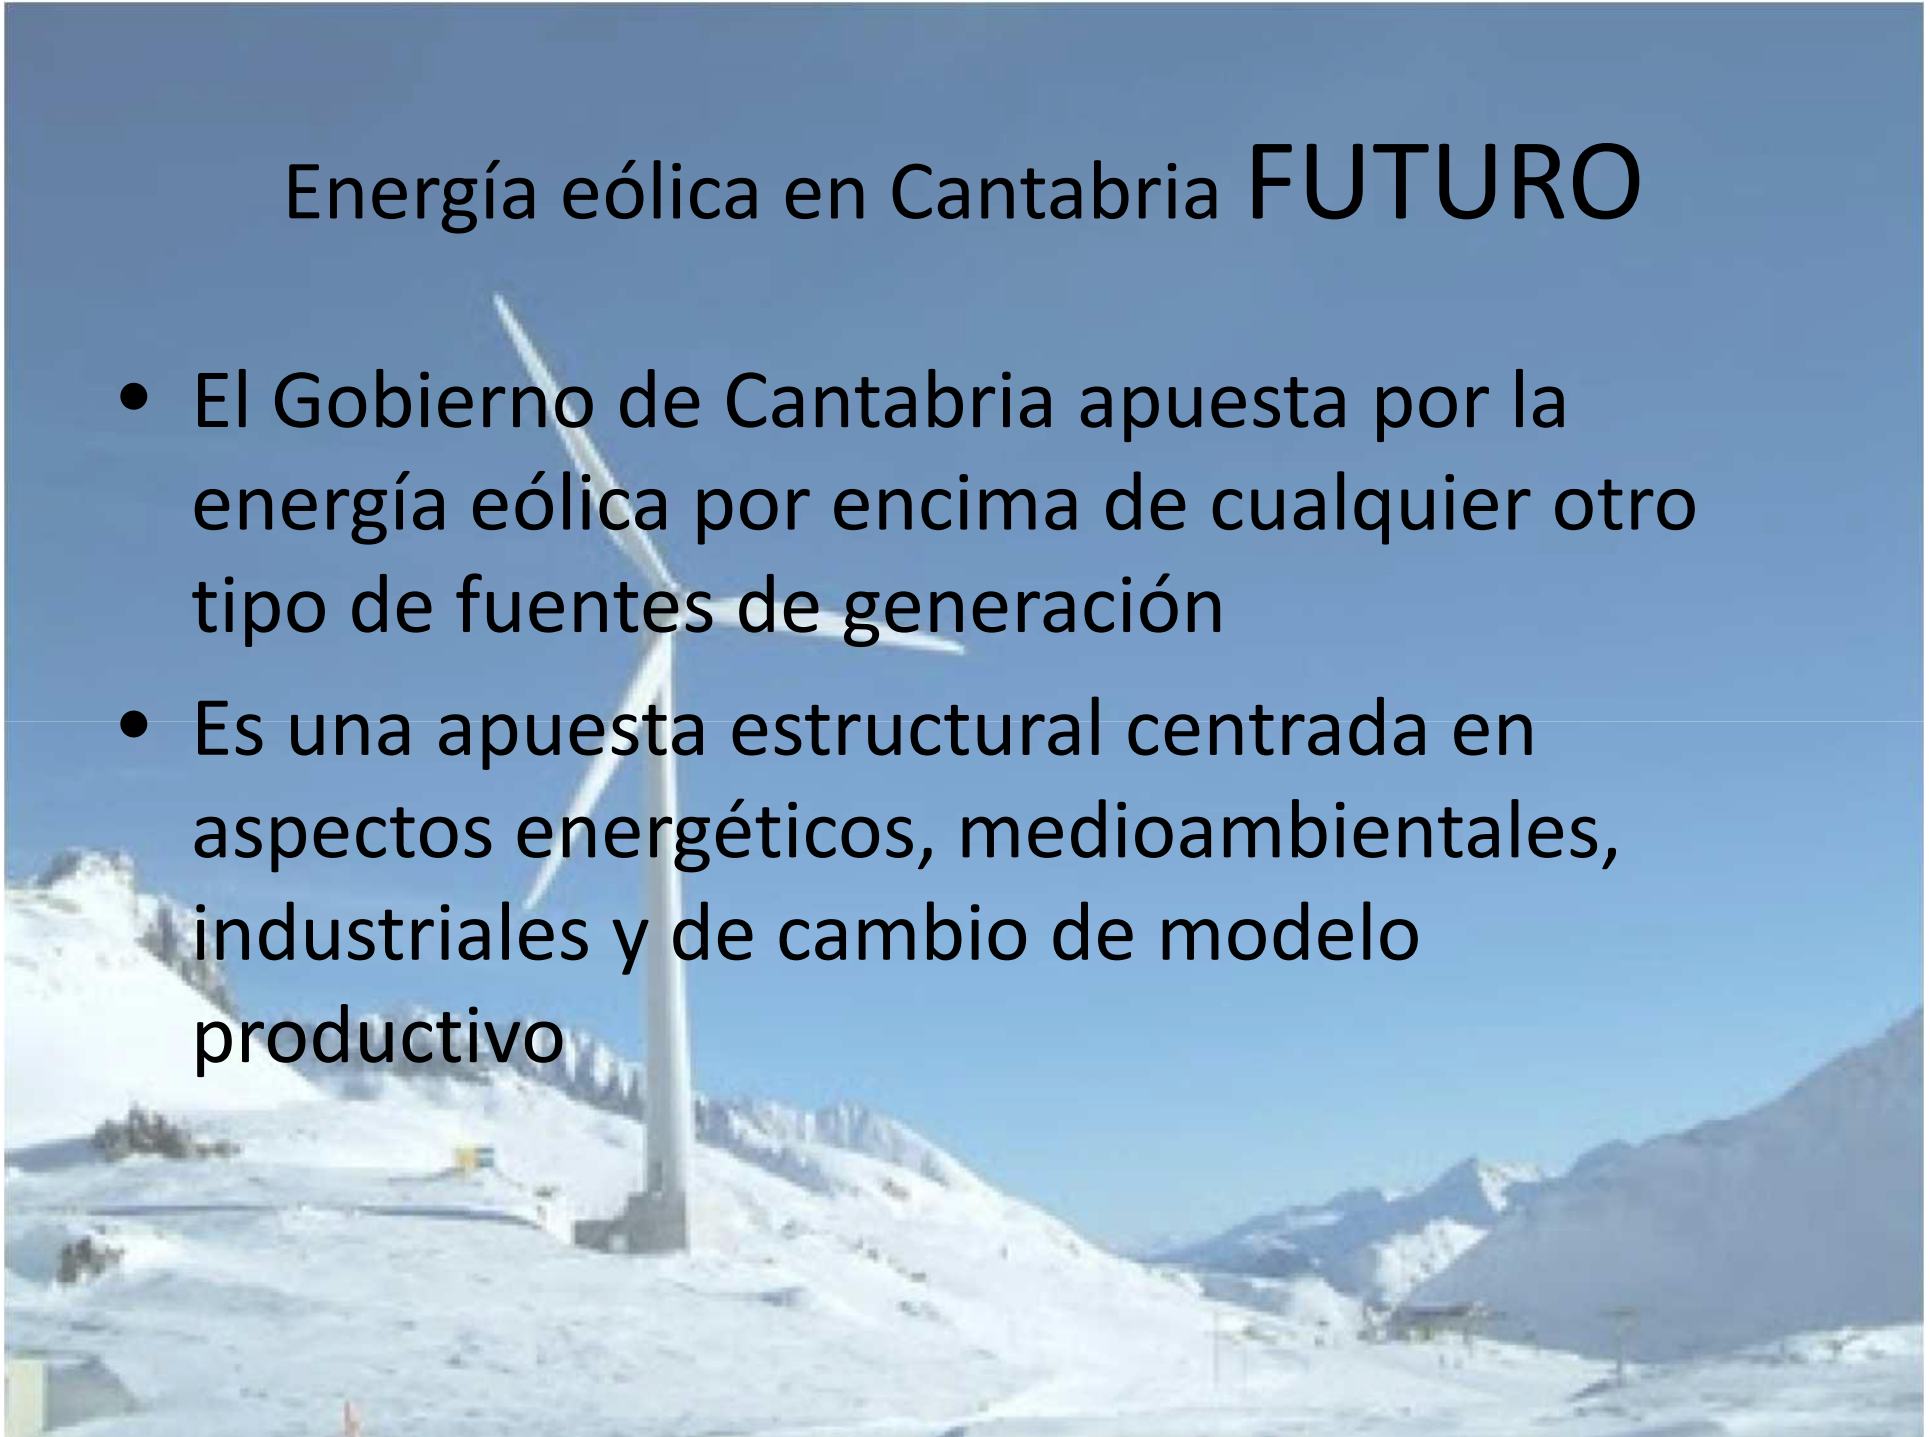 Energía eólica en Cantabria FUTURO
• El Gobierno de Cantabria apuesta por la
energía eólica por encima de cualquier otro
tipo de fuentes de generación
• Es una apuesta estructural centrada en
aspectos energéticos, medioambientales,
industriales y de cambio de modelo
productivo